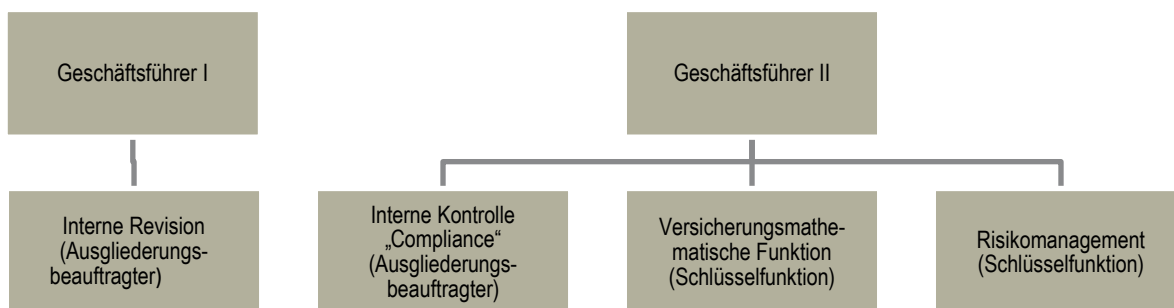 Geschäftsführer I
Geschäftsführer II
Interne Revision
(Ausgliederungs-
beauftragter)
Interne Kontrolle
„Compliance“
(Ausgliederungs-
beauftragter)
Versicherungsmathe-
matische Funktion
(Schlüsselfunktion)
Risikomanagement
(Schlüsselfunktion)